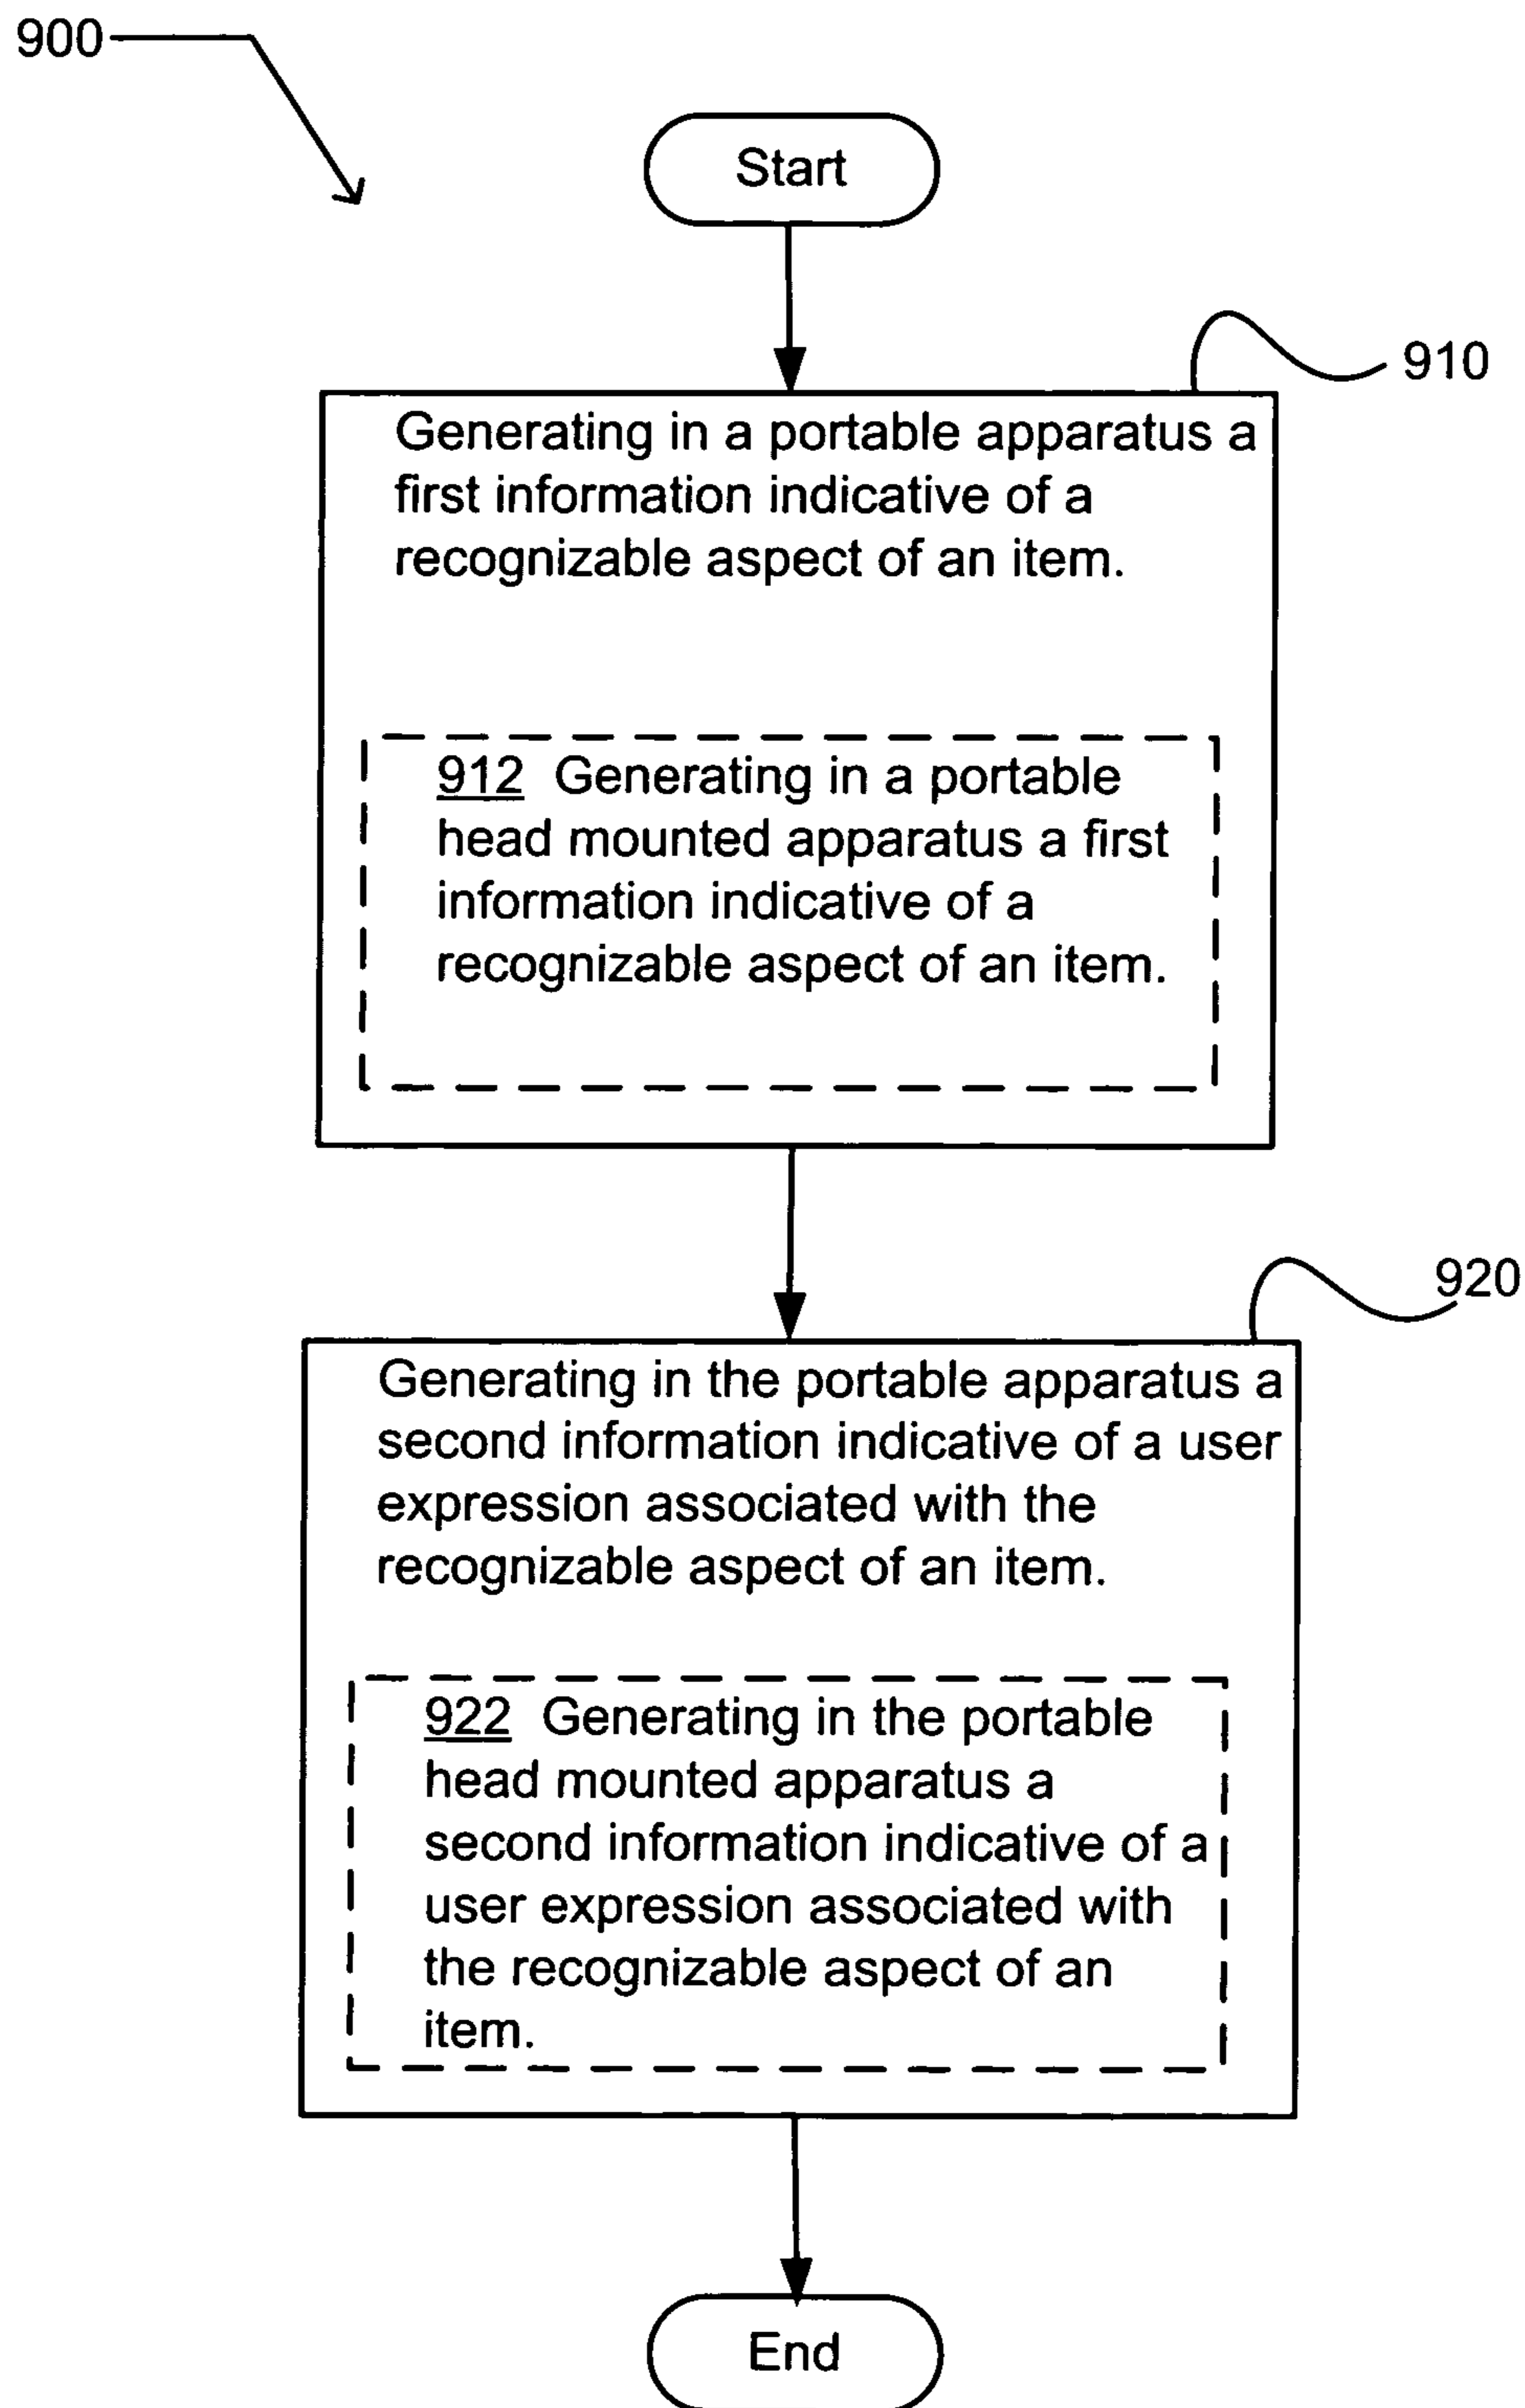 900
Start
910
Generating in a portable apparatus a
first information indicative of a
recognizable aspect of an item.
912 Generating in a portable
head mounted apparatus a first
information indicative of a
recognizable aspect of an item.
920
Generating in the portable apparatus a
second information indicative of a user
expression associated with the
recognizable aspect of an item.
922 Generating in the portable
head mounted apparatus a
second information indicative of a
user expression associated with
the recognizable aspect of an
item.
End